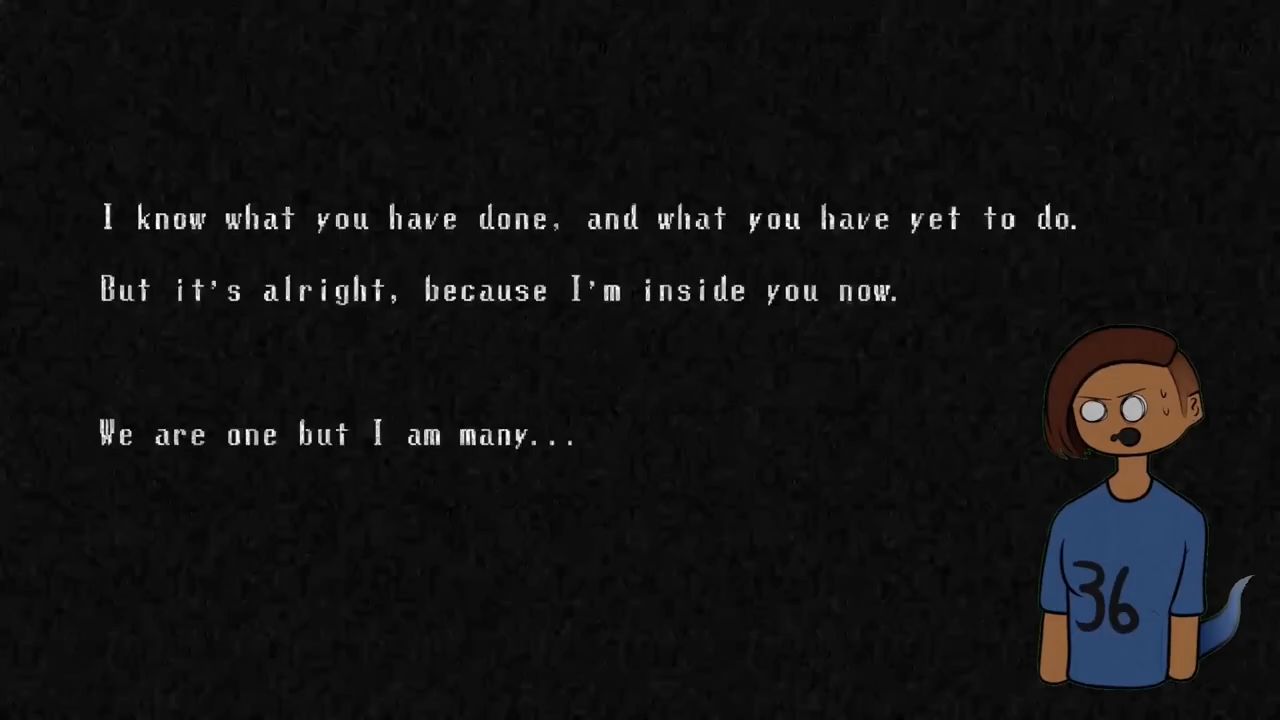 I know what you have done, and what you have yet to do.
But it's alright, because I'm inside you now.
We are one but I am many...
36